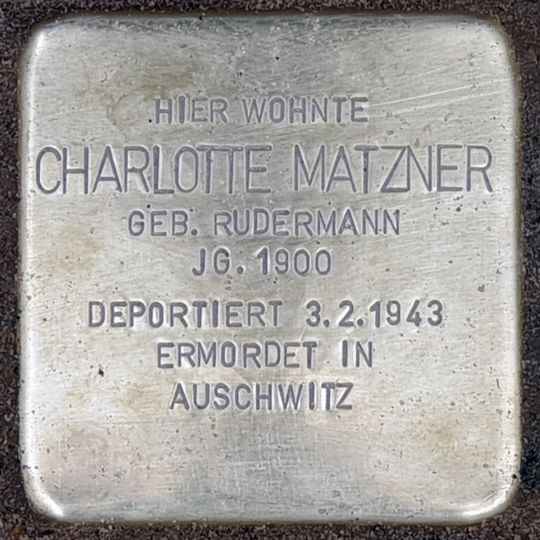 HIER WOHNTE
CHARLOTTE MATZNER
GEB. RUDERMANN
JG. 1900
DEPORTIERT 3.2.1943
ERMORDET IN
AUSCHWITZ